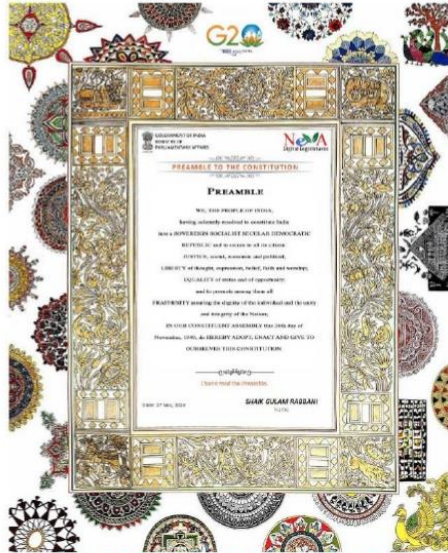 G20
GOVERNMENT OF INDIA
MINISTRY OF
PARLIAMENTARY AFFAIRS
NeVA
Digital Legislatures
PREAMBLE TO THE CONSTITUTION
PREAMBLE
WE, THE PEOPLE OF INDIA,
having solemnly resolved to constitute India
into a SOVEREIGN SOCIALIST SECULAR DEMOCRATIC
REPUBLIC and to secure to all its citizens
JUSTICE, social, economic and political;
LIBERTY of thought, expression, belief, faith and worship;
EQUALITY of status and of opportunity;
and to promote among them all
FRATERNITY assuring the dignity of the individual and the unity
and integrity of the Nation;
IN OUR CONSTITUENT ASSEMBLY this 26th day of
November, 1949, do HEREBY ADOPT, ENACT AND GIVE TO
OURSELVES THIS CONSTITUTION
I have read the preamble.
SHAIK GULAM RABBANI